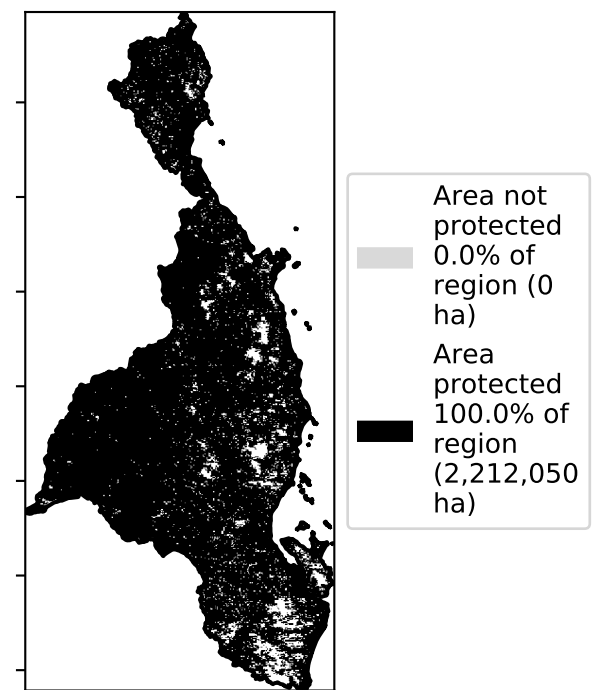 Area not
protected
0.0% of
region (0
ha)
Area
protected
100.0% of
region
(2,212,050
ha)